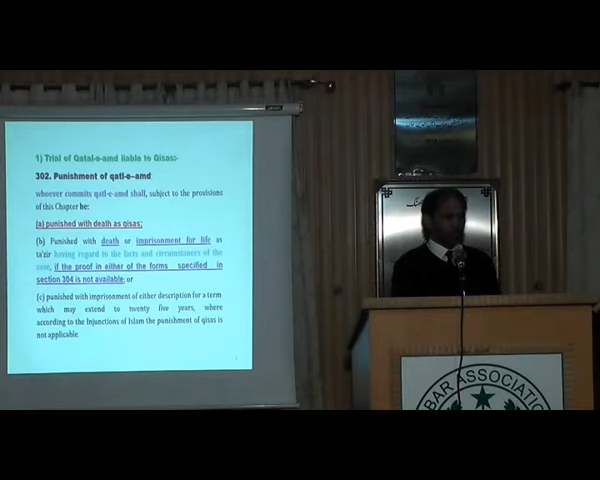 1) Trial of Qatal-e-amd liable to Qisas:-
302. Punishment of qatl-e-amd
whoever commits qatl-e-amd shall, subject to the provisions
of this Chapter be:
(a) punished with death as qisas;
(b) Punished with death or imprisonment for life as
ta'zir having regard to the facts and circumstances of the
case, if the proof in either of the forms specified in
section 304 is not available; or
(c) punished with imprisonment of either description for a term
which may extend to twenty five years, where
according to the Injunctions of Islam the punishment of qisas is
not applicable.
BAR ASSOCIATION